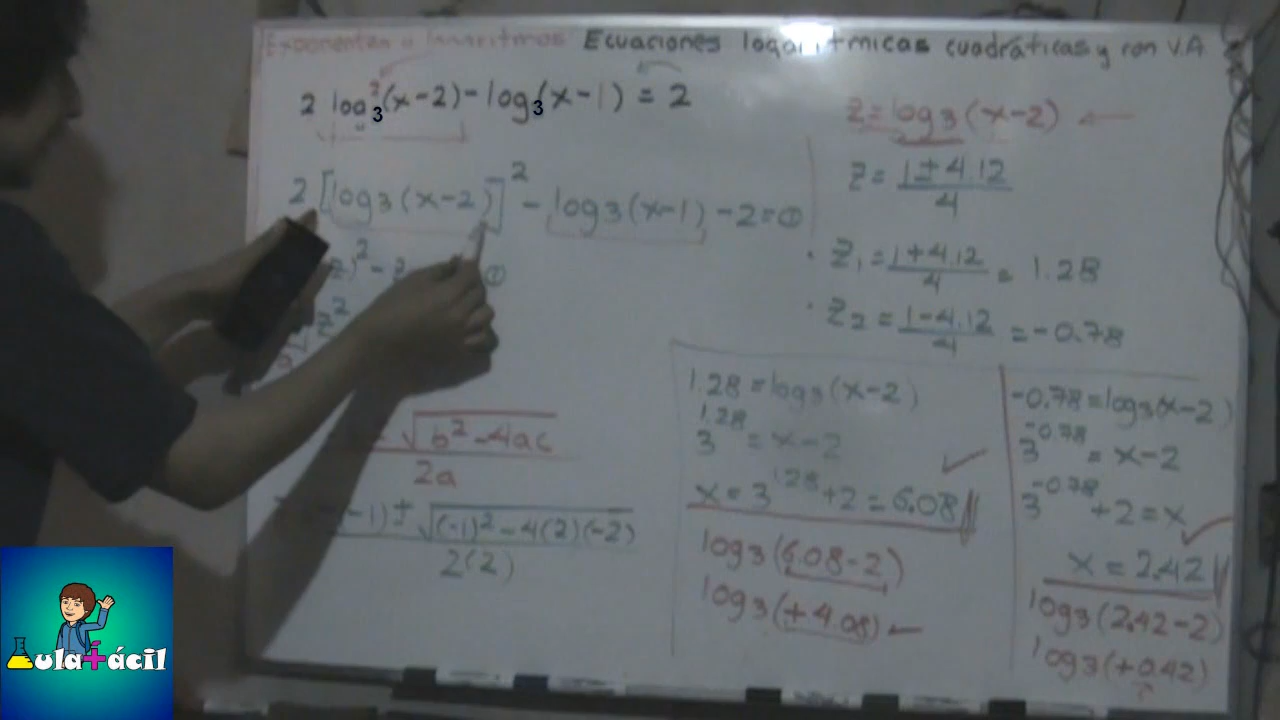 Exponentes a logaritmos Ecuaciones logarítmicas cuadráticas y con V.A
2 log₃²(x-2) - log₃(x-1) = 2
2 [log3(x-2)]² - log3(x-1) - 2 = 0
√b²-4ac
2a
-1) ± √(-1)²-4(2)(-2)
2(2)
z = log3(x-2)
z = 1±4.12
4
· z₁ = 1+4.12 = 1.28
4
· z₂ = 1-4.12 = -0.78
4
1.28 = log3(x-2)
3^1.28 = x-2
x = 3^1.28 + 2 = 6.08
log3(6.08-2)
log3(+4.08)
-0.78 = log3(x-2)
3^-0.78 = x-2
3^-0.78 + 2 = x
x = 2.42
log3(2.42-2)
log3(+0.42)
Aula+ácil